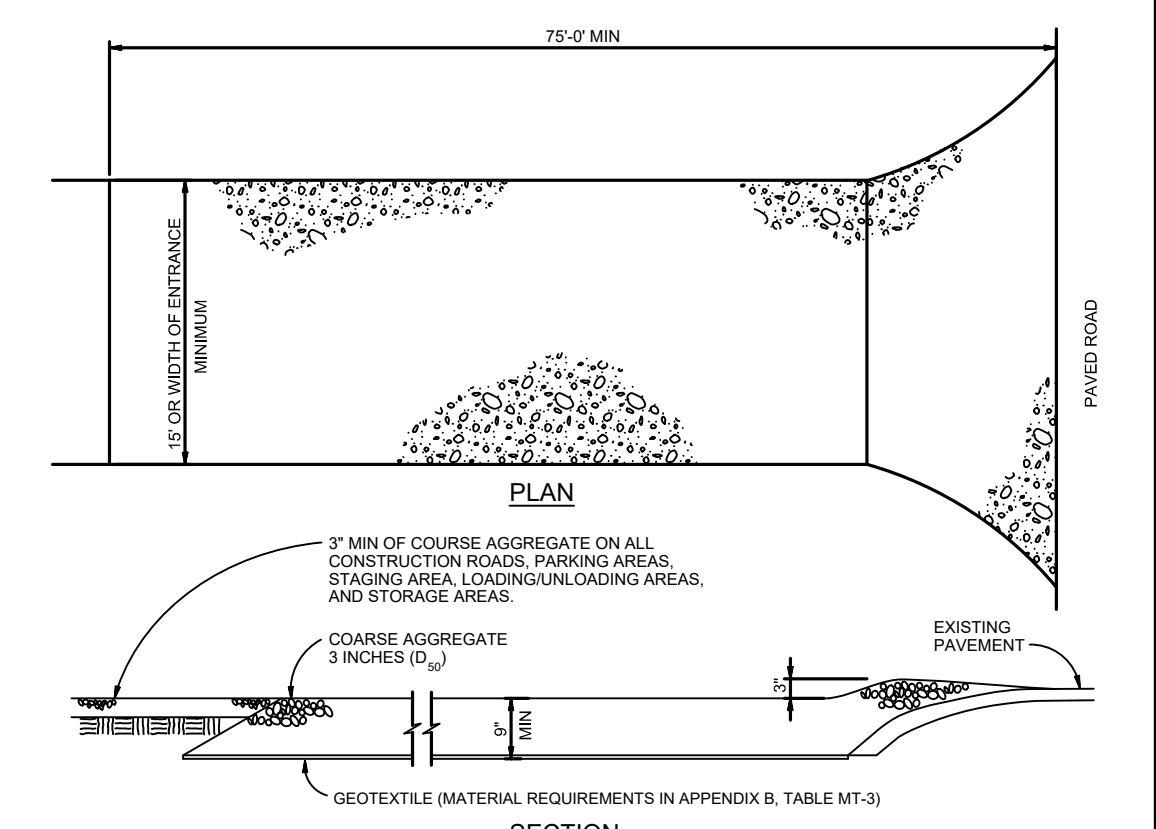 75'-0' MIN
15' OR WIDTH OF ENTRANCE
MINIMUM
PAVED ROAD
PLAN
3" MIN OF COURSE AGGREGATE ON ALL
CONSTRUCTION ROADS, PARKING AREAS,
STAGING AREA, LOADING/UNLOADING AREAS,
AND STORAGE AREAS.
COARSE AGGREGATE
3 INCHES (D50)
EXISTING
PAVEMENT
3"
9"
MIN
GEOTEXTILE (MATERIAL REQUIREMENTS IN APPENDIX B, TABLE MT-3)
SECTION